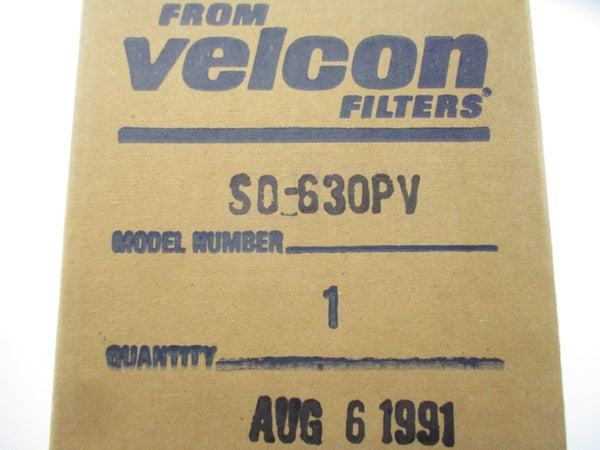 FROM
velcon
FILTERS®
SO-630PV
MODEL NUMBER
1
QUANTITY
AUG 6 1991